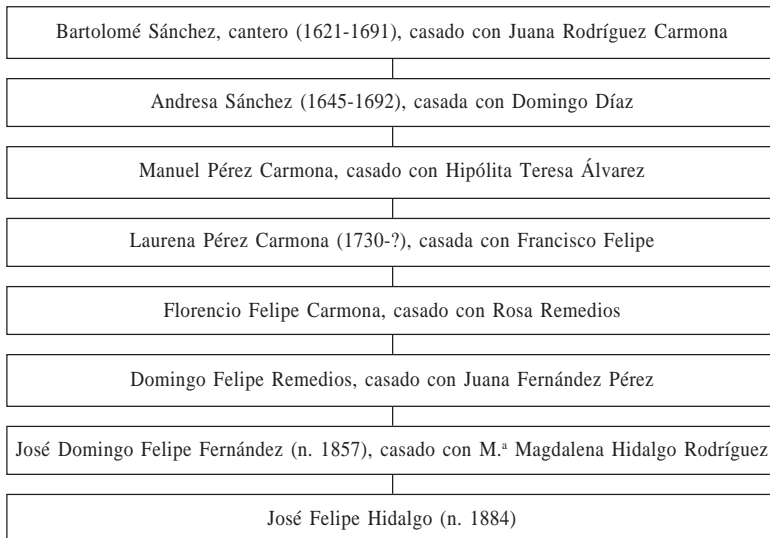 Bartolomé Sánchez, cantero (1621-1691), casado con Juana Rodríguez Carmona
Andresa Sánchez (1645-1692), casada con Domingo Díaz
Manuel Pérez Carmona, casado con Hipólita Teresa Álvarez
Laurena Pérez Carmona (1730-?), casada con Francisco Felipe
Florencio Felipe Carmona, casado con Rosa Remedios
Domingo Felipe Remedios, casado con Juana Fernández Pérez
José Domingo Felipe Fernández (n. 1857), casado con M.ª Magdalena Hidalgo Rodríguez
José Felipe Hidalgo (n. 1884)